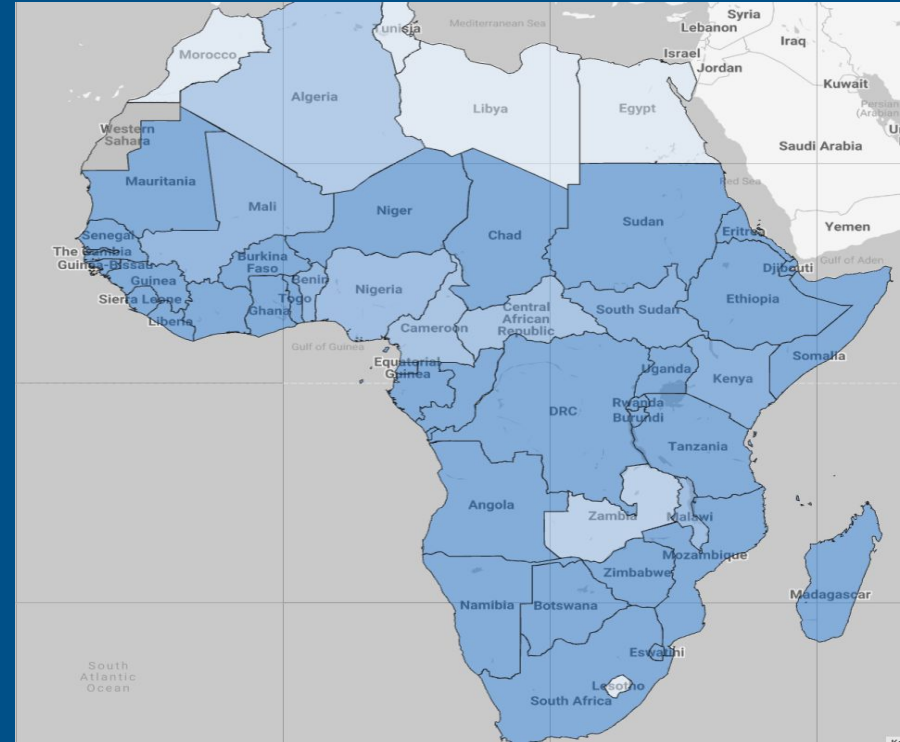 Mediterranean Sea
Tunisia
Syria
Lebanon
Iraq
Israel
Jordan
Morocco
Kuwait
Algeria
Libya
Egypt
Persian
(Arabian
Western
Sahara
Saudi Arabia
Mauritania
Red Sea
Mali
Niger
Sudan
Chad
Eritrea
Yemen
Senegal
The Gambia
Guinea-Bissau
Burkina
Faso
Gulf of Aden
Djibouti
Guinea
Benin
Nigeria
Sierra Leone
Togo
Ghana
Central
African
Republic
South Sudan
Ethiopia
Liberia
Cameroon
Gulf of Guinea
Somalia
Equatorial
Guinea
Uganda
Kenya
Rwanda
Burundi
DRC
Tanzania
Angola
Zambia
Malawi
Mozambique
Zimbabwe
Madagascar
Namibia
Botswana
Eswatini
South
Atlantic
Ocean
Lesotho
South Africa